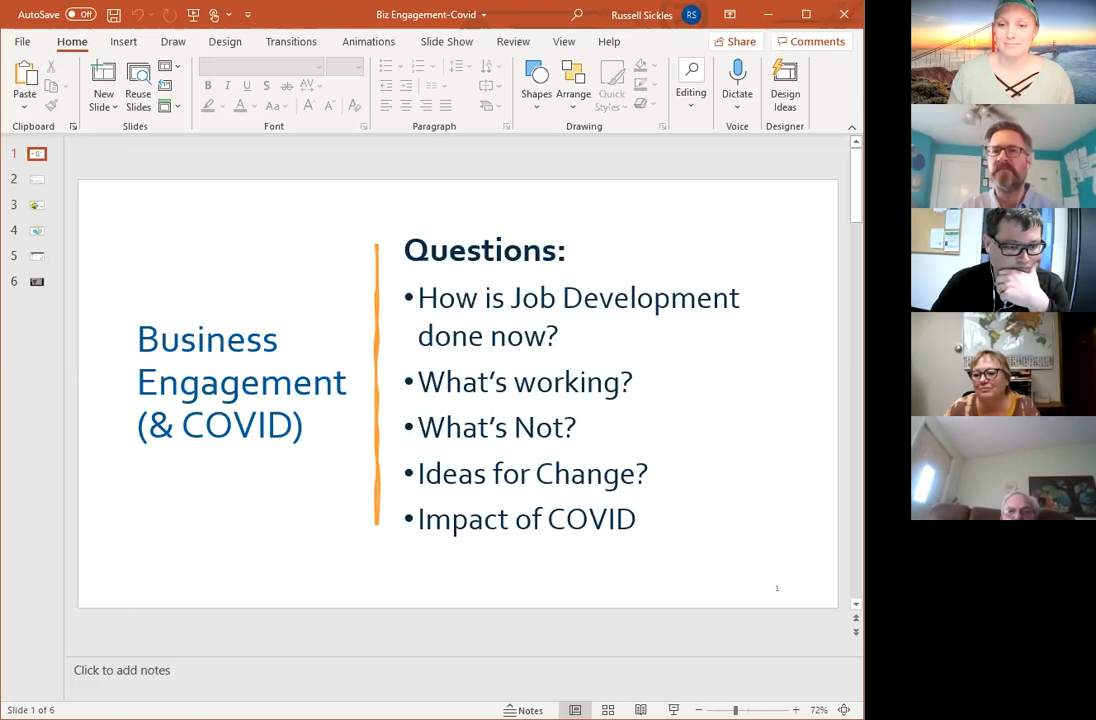 AutoSave Off
Biz Engagement-Covid
Russell Sickles RS
File Home Insert Draw Design Transitions Animations Slide Show Review View Help Share Comments
Paste
New Slide
Reuse Slides
B I U S ab AV
A Aa A A A
Shapes Arrange Quick Styles
Editing
Dictate
Design Ideas
Clipboard Slides Font Paragraph Drawing Voice Designer
1
2
3
4
5
6
Business
Engagement
(& COVID)
Questions:
•How is Job Development
done now?
•What's working?
•What's Not?
•Ideas for Change?
•Impact of COVID
1
Click to add notes
Slide 1 of 6
Notes
72%